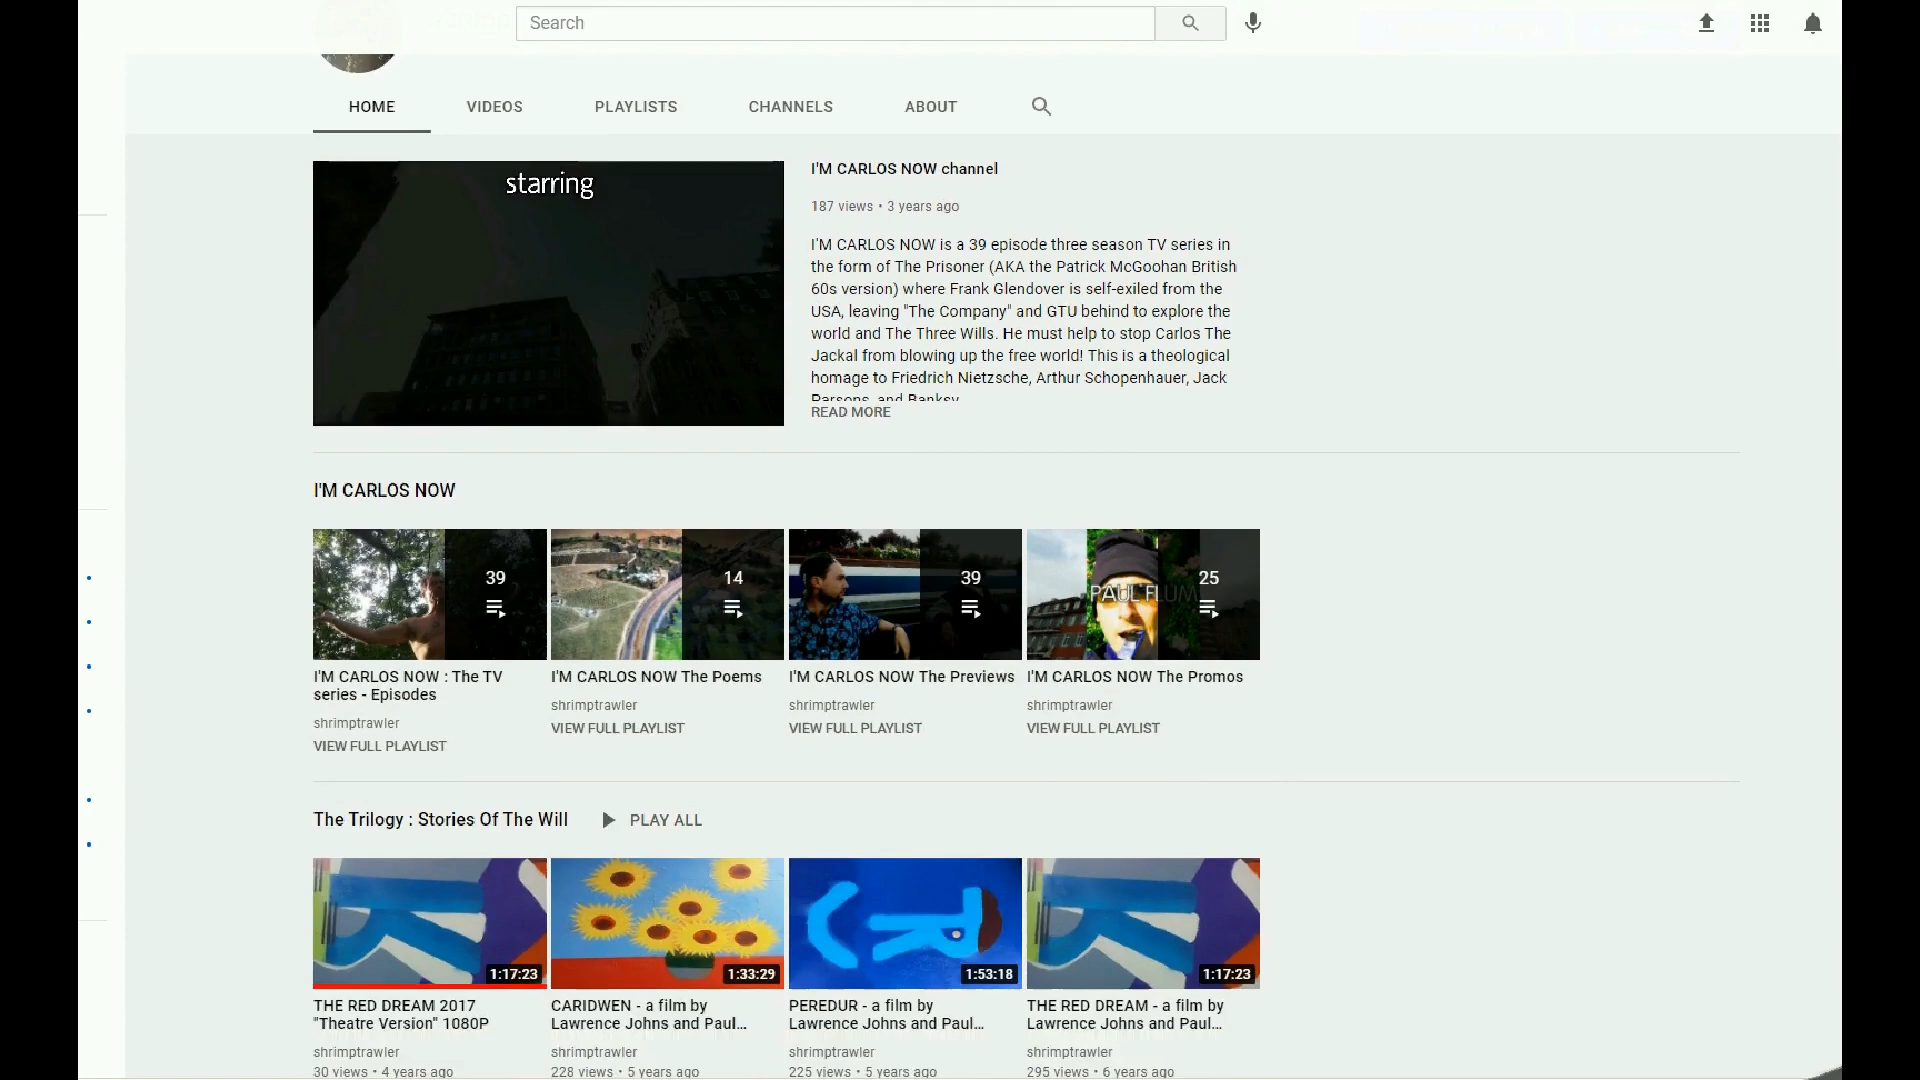 Search
HOME VIDEOS PLAYLISTS CHANNELS ABOUT
starring
I'M CARLOS NOW channel
187 views • 3 years ago
I'M CARLOS NOW is a 39 episode three season TV series in
the form of The Prisoner (AKA the Patrick McGoohan British
60s version) where Frank Glendover is self-exiled from the
USA, leaving "The Company" and GTU behind to explore the
world and The Three Wills. He must help to stop Carlos The
Jackal from blowing up the free world! This is a theological
homage to Friedrich Nietzsche, Arthur Schopenhauer, Jack
Parsons, and Banksy
READ MORE
I'M CARLOS NOW
39
14
39
PAUL FLUM
25
I'M CARLOS NOW : The TV
series - Episodes
shrimptrawler
VIEW FULL PLAYLIST
I'M CARLOS NOW The Poems
shrimptrawler
VIEW FULL PLAYLIST
I'M CARLOS NOW The Previews
shrimptrawler
VIEW FULL PLAYLIST
I'M CARLOS NOW The Promos
shrimptrawler
VIEW FULL PLAYLIST
The Trilogy : Stories Of The Will PLAY ALL
1:17:23
1:33:29
1:53:18
1:17:23
THE RED DREAM 2017
"Theatre Version" 1080P
shrimptrawler
30 views • 4 years ago
CARIDWEN - a film by
Lawrence Johns and Paul...
shrimptrawler
228 views • 5 years ago
PEREDUR - a film by
Lawrence Johns and Paul...
shrimptrawler
225 views • 5 years ago
THE RED DREAM - a film by
Lawrence Johns and Paul...
shrimptrawler
295 views • 6 years ago